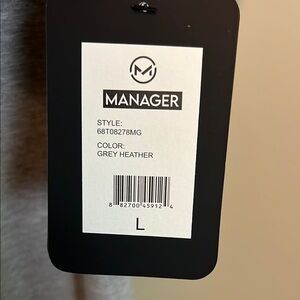 MANAGER
STYLE:
68T08278MG
COLOR:
GREY HEATHER
8 82700 45912 4
L